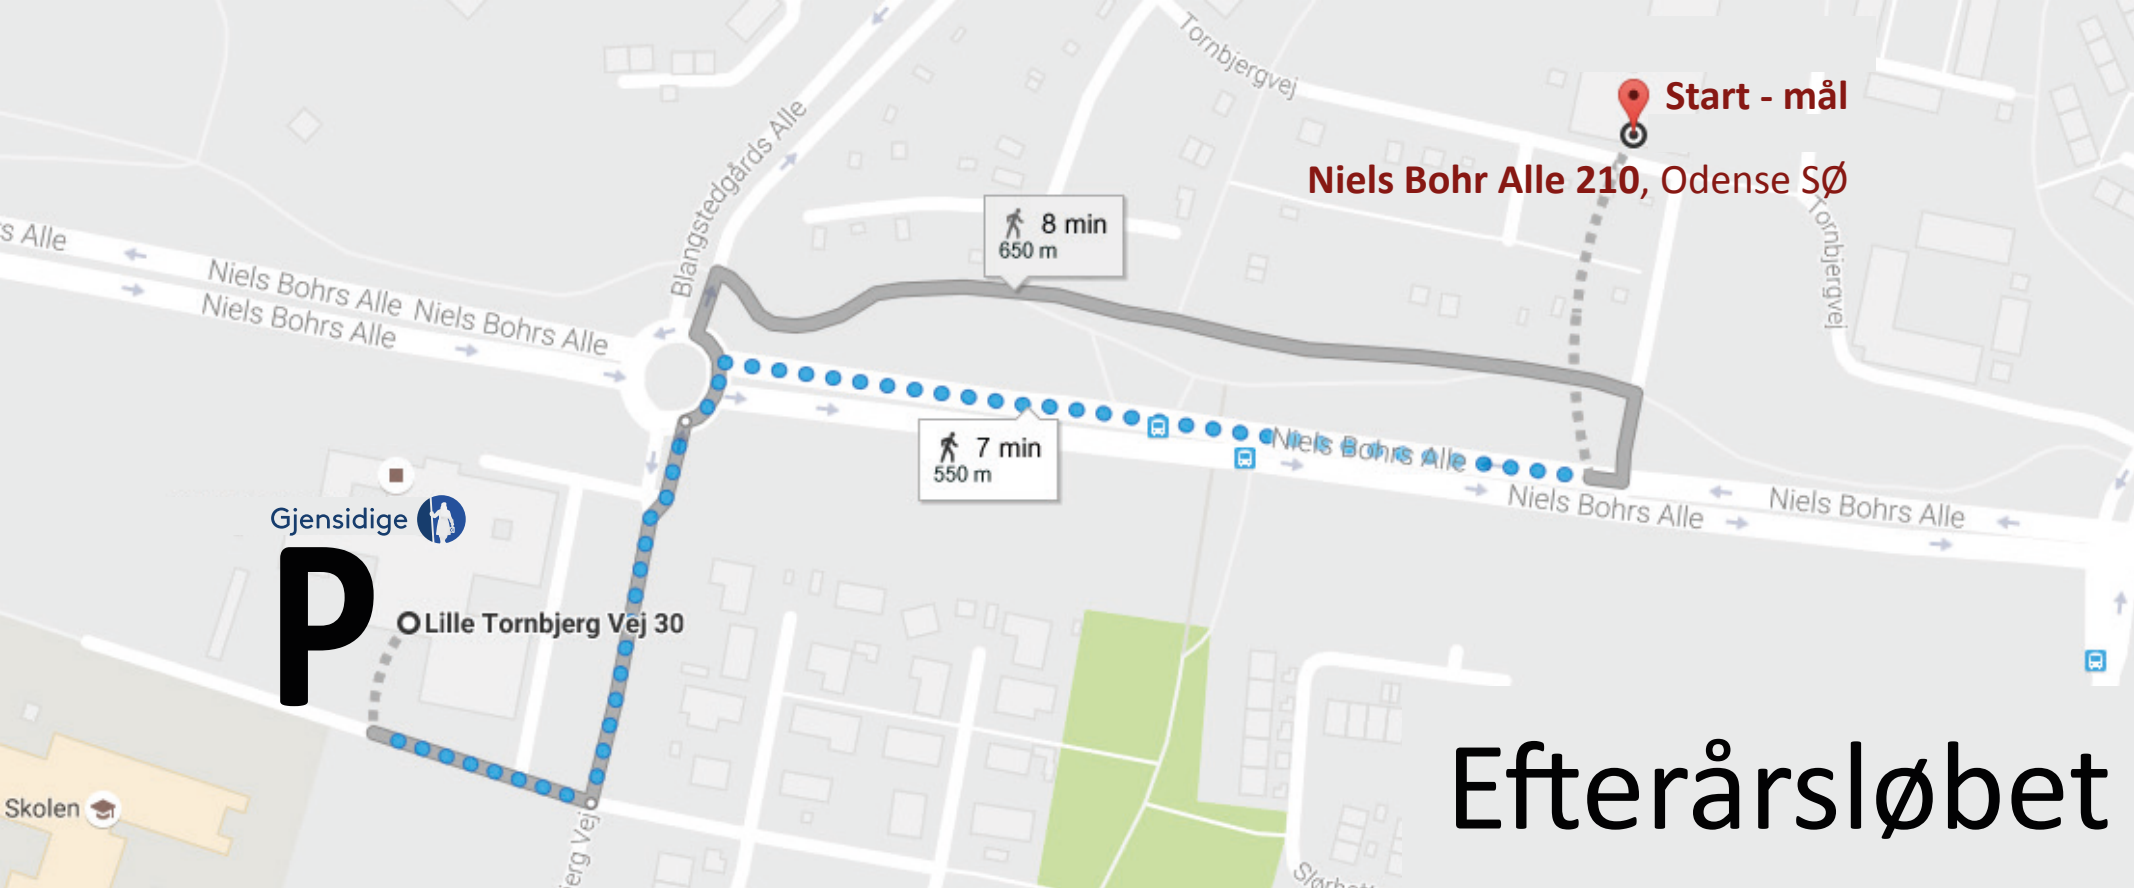 Tornbjergvej
Start - mål
Niels Bohr Alle 210, Odense SØ
Blangstedgårds Alle
8 min
650 m
Tornbjergvej
s Alle
Niels Bohrs Alle
Niels Bohrs Alle
Niels Bohrs Alle
7 min
550 m
Niels Bohrs Alle
Niels Bohrs Alle
Niels Bohrs Alle
Gjensidige
P
Lille Tornbjerg Vej 30
Efterårsløbet
Skolen
erg Vej